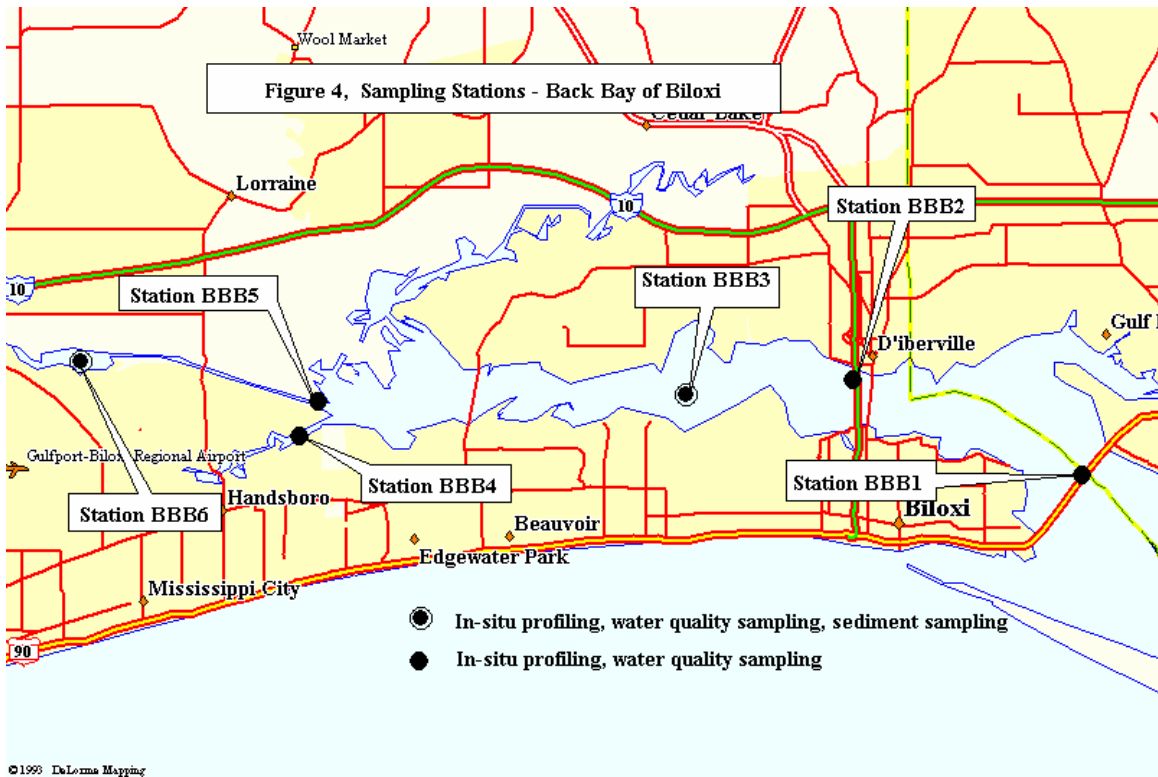 Wool Market
Figure 4, Sampling Stations - Back Bay of Biloxi
Cedar Lake
Lorraine
10
Station BBB2
10
Station BBB5
Station BBB3
Gulf
D'iberville
Gulfport-Biloxi Regional Airport
Station BBB4
Station BBB1
Handsboro
Station BBB6
Biloxi
Beauvoir
Edgewater Park
Mississippi City
In-situ profiling, water quality sampling, sediment sampling
90
In-situ profiling, water quality sampling
©1993 DeLorme Mapping